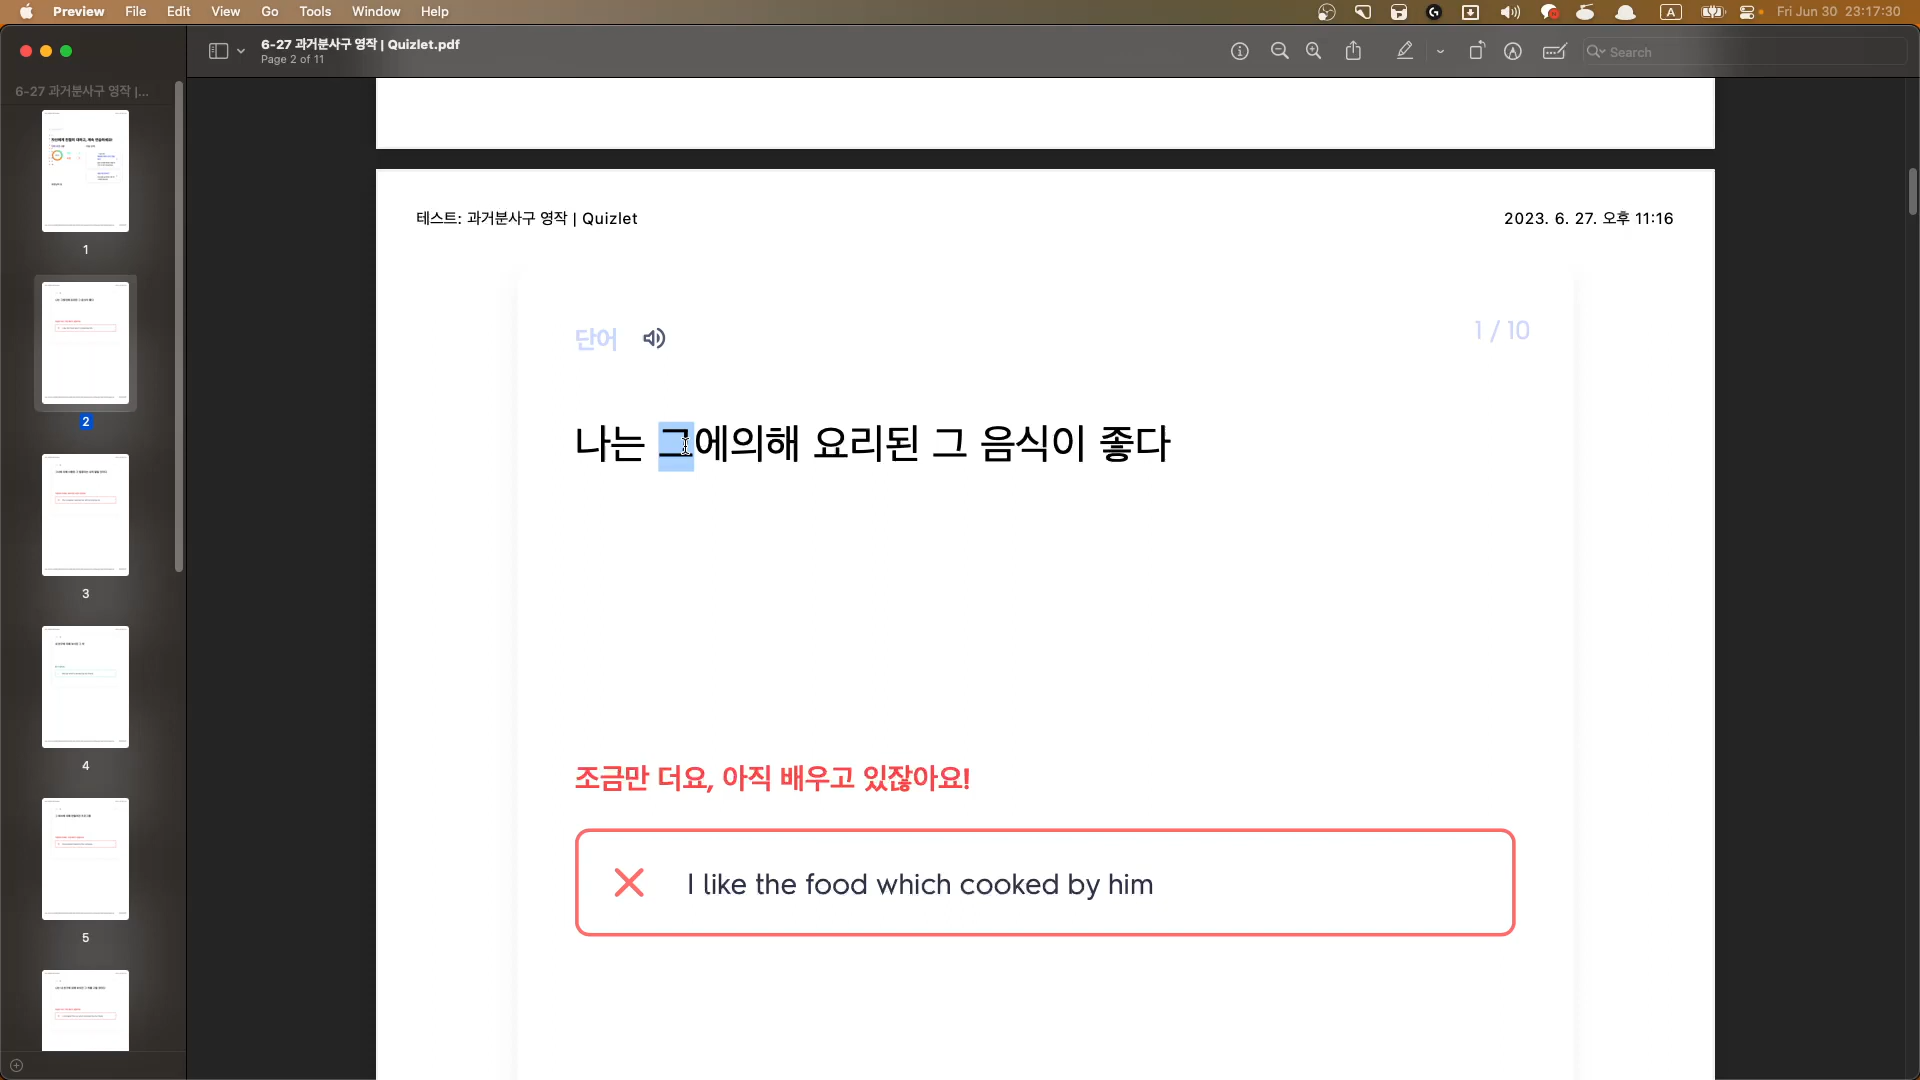 Preview File Edit View Go Tools Window Help
A
Fri Jun 30 23:17:30
6-27 과거분사구 영작 | Quizlet.pdf
Page 2 of 11
Search
6-27 과거분사구 영작 |...
1
2
3
4
5
테스트: 과거분사구 영작 | Quizlet
2023. 6. 27. 오후 11:16
단어
1 / 10
나는 그에의해 요리된 그 음식이 좋다
조금만 더요, 아직 배우고 있잖아요!
I like the food which cooked by him